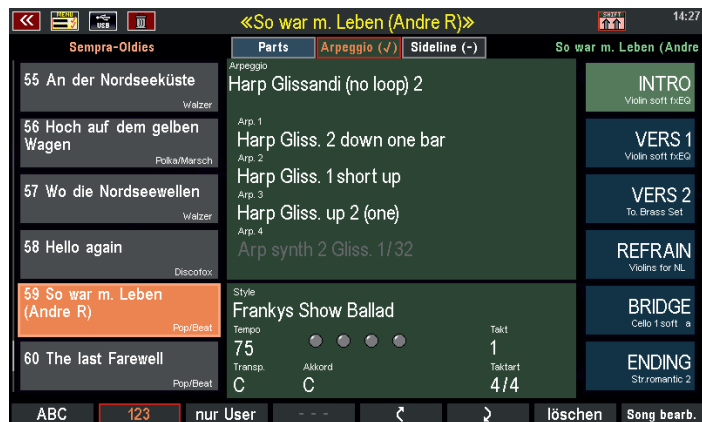 MENU
USB
«So war m. Leben (Andre R)»
SHIFT
14:27
Sempra-Oldies
Parts
Arpeggio (√)
Sideline (-)
So war m. Leben (Andre
55 An der Nordseeküste
Walzer
56 Hoch auf dem gelben
Wagen
Polka/Marsch
57 Wo die Nordseewellen
Walzer
58 Hello again
Discofox
59 So war m. Leben
(Andre R)
Pop/Beat
60 The last Farewell
Pop/Beat
Arpeggio
Harp Glissandi (no loop) 2
Arp. 1
Harp Gliss. 2 down one bar
Arp. 2
Harp Gliss. 1 short up
Arp. 3
Harp Gliss. up 2 (one)
Arp. 4
Arp synth 2 Gliss. 1/32
Style
Frankys Show Ballad
Tempo
75
Takt
1
Transp.
C
Akkord
C
Taktart
4/4
INTRO
Violin soft fxEQ
VERS 1
Violin soft fxEQ
VERS 2
To. Brass Set
REFRAIN
Violins for NL
BRIDGE
Cello 1 soft a
ENDING
Str.romantic 2
ABC
123
nur User
- - -
löschen
Song bearb.